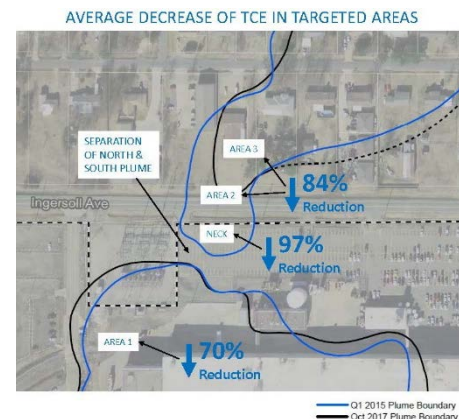 AVERAGE DECREASE OF TCE IN TARGETED AREAS
SEPARATION
OF NORTH &
SOUTH PLUME
AREA 3
84%
Reduction
AREA 2
Ingersoll Ave
NECK
97%
Reduction
AREA 1
70%
Reduction
Q1 2015 Plume Boundary
Oct 2017 Plume Boundary